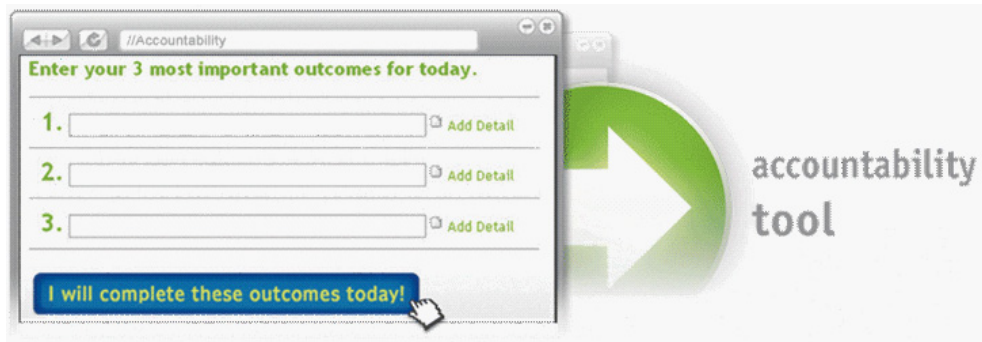 //Accountability
Enter your 3 most important outcomes for today.
1. Add Detail
2. Add Detail
3. Add Detail
I will complete these outcomes today!
accountability
tool